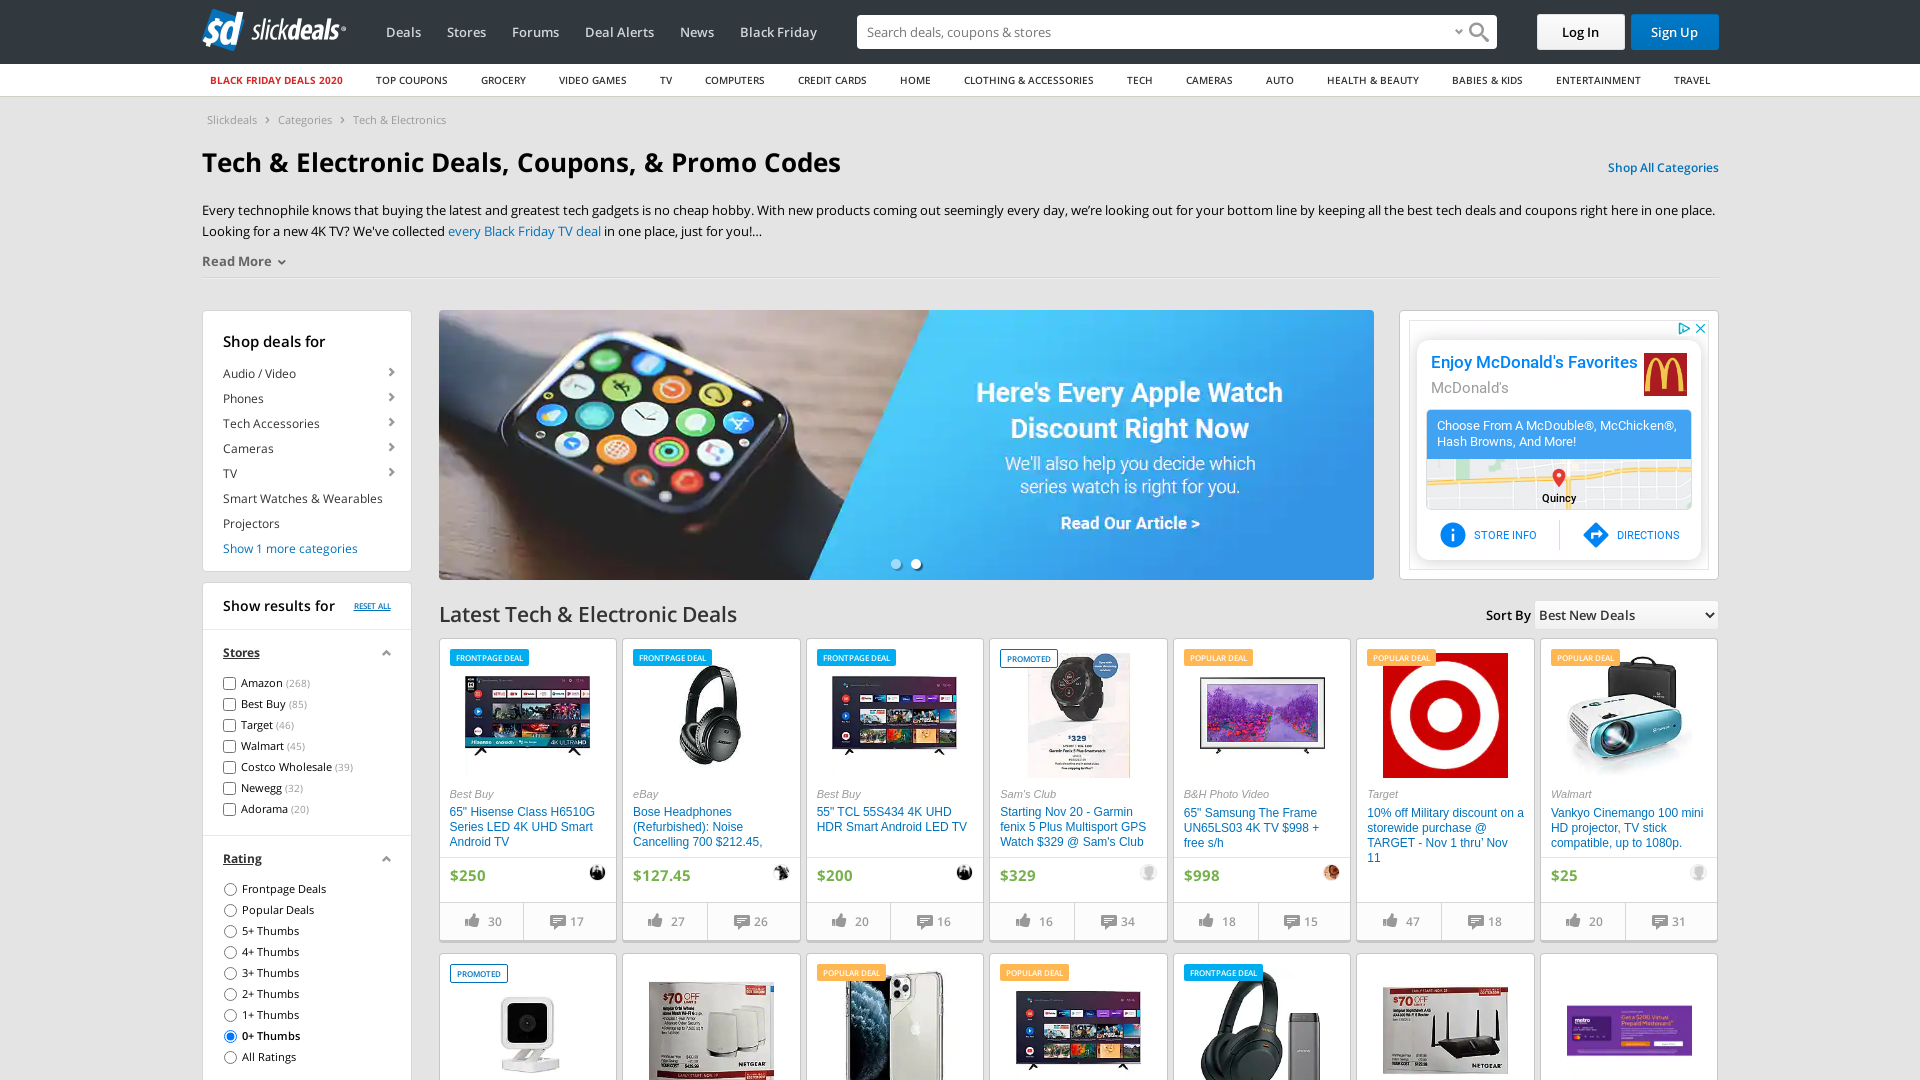 slickdeals
Deals
Stores
Forums
Deal Alerts
News
Black Friday
Search deals, coupons & stores
Log In
Sign Up
BLACK FRIDAY DEALS 2020
TOP COUPONS
GROCERY
VIDEO GAMES
TV
COMPUTERS
CREDIT CARDS
HOME
CLOTHING & ACCESSORIES
TECH
CAMERAS
AUTO
HEALTH & BEAUTY
BABIES & KIDS
ENTERTAINMENT
TRAVEL
Slickdeals
Categories
Tech & Electronics
Tech & Electronic Deals, Coupons, & Promo Codes
Shop All Categories
Every technophile knows that buying the latest and greatest tech gadgets is no cheap hobby. With new products coming out seemingly every day, we’re looking out for your bottom line by keeping all the best tech deals and coupons right here in one place.
Looking for a new 4K TV? We've collected every Black Friday TV deal in one place, just for you!...
Read More
Shop deals for
Audio / Video
Phones
Tech Accessories
Cameras
TV
Smart Watches & Wearables
Projectors
Show 1 more categories
Show results for
RESET ALL
Stores
Amazon (268)
Best Buy (85)
Target (46)
Walmart (45)
Costco Wholesale (39)
Newegg (32)
Adorama (20)
Rating
Frontpage Deals
Popular Deals
5+ Thumbs
4+ Thumbs
3+ Thumbs
2+ Thumbs
1+ Thumbs
0+ Thumbs
All Ratings
Here's Every Apple Watch
Discount Right Now
We'll also help you decide which
series watch is right for you.
Read Our Article >
Enjoy McDonald's Favorites
McDonald's
Choose From A McDouble®, McChicken®,
Hash Browns, And More!
Quincy
STORE INFO
DIRECTIONS
Latest Tech & Electronic Deals
Sort By
Best New Deals
FRONTPAGE DEAL
Best Buy
65" Hisense Class H6510G
Series LED 4K UHD Smart
Android TV
$250
30
17
FRONTPAGE DEAL
eBay
Bose Headphones
(Refurbished): Noise
Cancelling 700 $212.45,
$127.45
27
26
FRONTPAGE DEAL
Best Buy
55" TCL 55S434 4K UHD
HDR Smart Android LED TV
$200
20
16
PROMOTED
$329
Sam's Club
Starting Nov 20 - Garmin
fenix 5 Plus Multisport GPS
Watch $329 @ Sam's Club
$329
16
34
POPULAR DEAL
B&H Photo Video
65" Samsung The Frame
UN65LS03 4K TV $998 +
free s/h
$998
18
15
POPULAR DEAL
Target
10% off Military discount on a
storewide purchase @
TARGET - Nov 1 thru’ Nov
11
47
18
POPULAR DEAL
Walmart
Vankyo Cinemango 100 mini
HD projector, TV stick
compatible, up to 1080p.
$25
20
31
PROMOTED
$70 OFF
NETGEAR
POPULAR DEAL
POPULAR DEAL
FRONTPAGE DEAL
$70 OFF
NETGEAR
metro